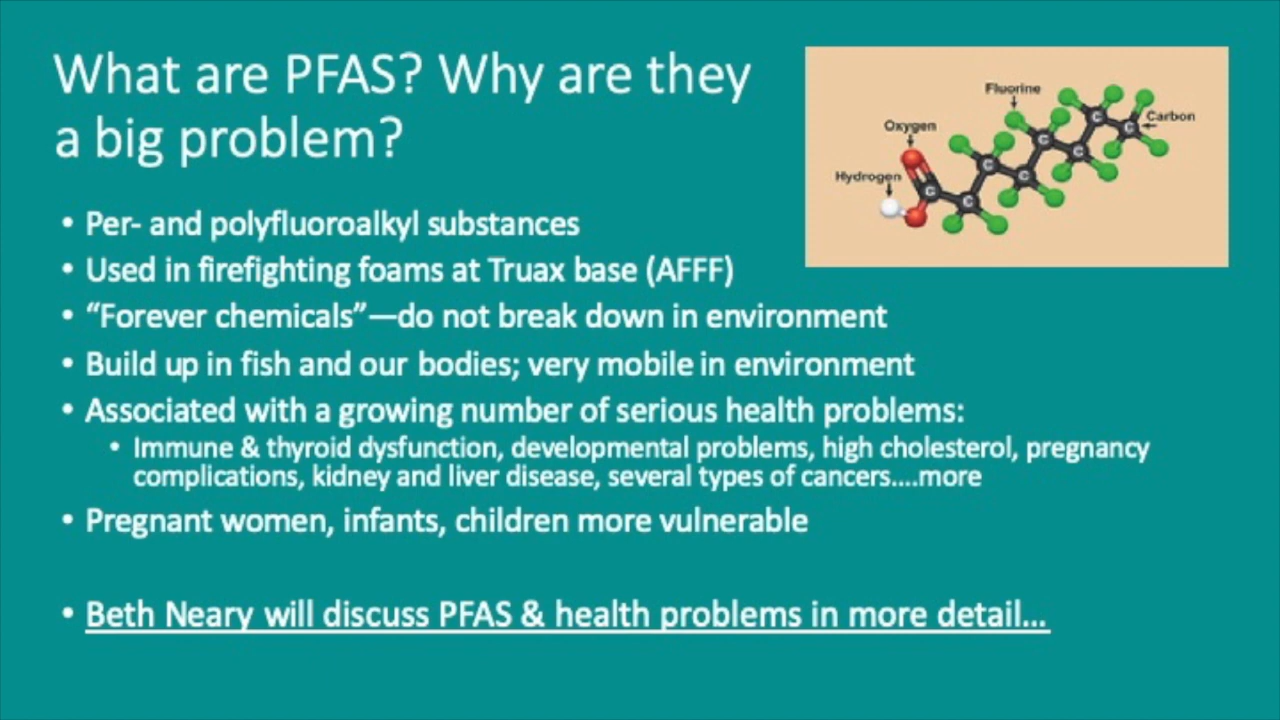 What are PFAS? Why are they
a big problem?
Fluorine
Oxygen
Carbon
Hydrogen
C
C
C
C
C
C
C
C
• Per- and polyfluoroalkyl substances
• Used in firefighting foams at Truax base (AFFF)
• “Forever chemicals”—do not break down in environment
• Build up in fish and our bodies; very mobile in environment
• Associated with a growing number of serious health problems:
• Immune & thyroid dysfunction, developmental problems, high cholesterol, pregnancy
complications, kidney and liver disease, several types of cancers....more
• Pregnant women, infants, children more vulnerable
• Beth Neary will discuss PFAS & health problems in more detail...